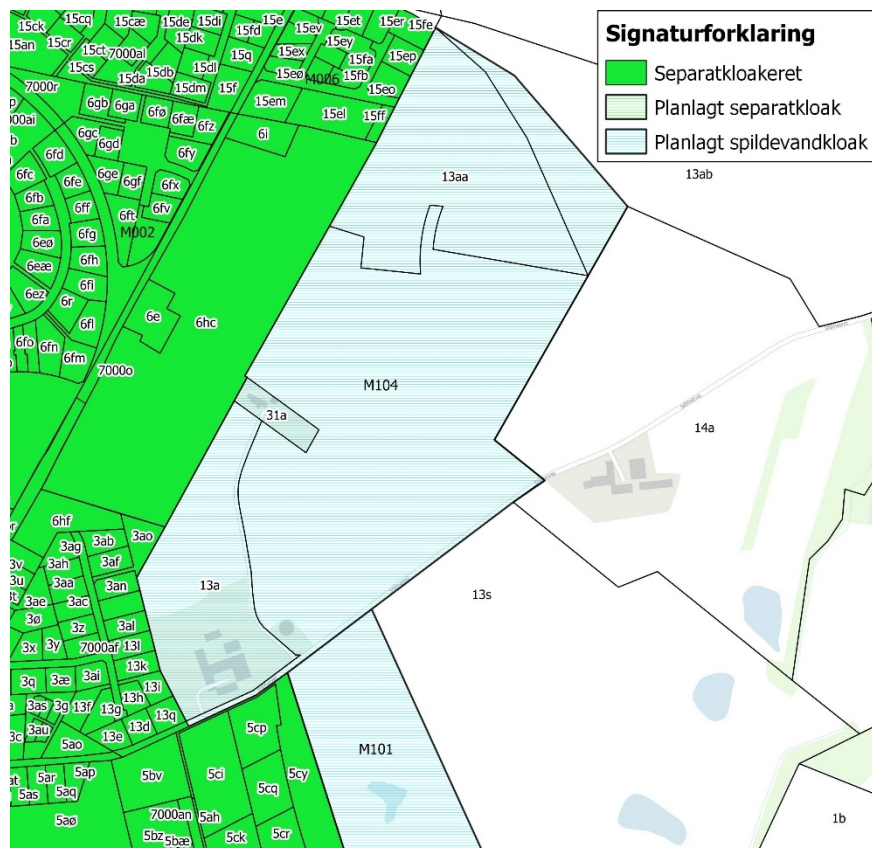 Signaturforklaring
Separatkloakeret
Planlagt separatkloak
Planlagt spildevandkloak
15ck
15cq
15cæ
15de
15di
15e
15ev
15et
15er
15fe
15an
15cr
15ct
7000al
15dk
15fd
15ey
15cs
15da
15db
15dl
15q
15ex
15fa
15ep
7000r
15dm
15f
15eø
M006
15fb
15eo
15em
15el
15ff
6gb
6ga
6fø
6fæ
6fz
6i
6gc
6gd
6fy
6fd
6fc
6fe
6ge
6gf
6fx
13aa
13ab
6fb
6ff
6ft
6fv
6fa
6fg
M002
6eø
6fh
6eæ
6fi
6ez
6r
6fl
6e
6hc
6fo
6fn
6fm
7000o
M104
31a
14a
6hf
3ao
3ab
3ag
3v
3ah
3af
3u
3aa
3an
3ae
3ac
13a
13s
3ø
3z
3al
3x
3y
7000af
13l
13k
3q
3æ
3ai
13i
13h
3as
3g
13f
13g
13q
3c
3au
13d
5ao
13e
5cp
M101
5ar
5ap
5bv
5ci
5cy
5as
5aq
5cq
5aø
7000an
5ah
5bz
5bæ
5ck
5cr
1b